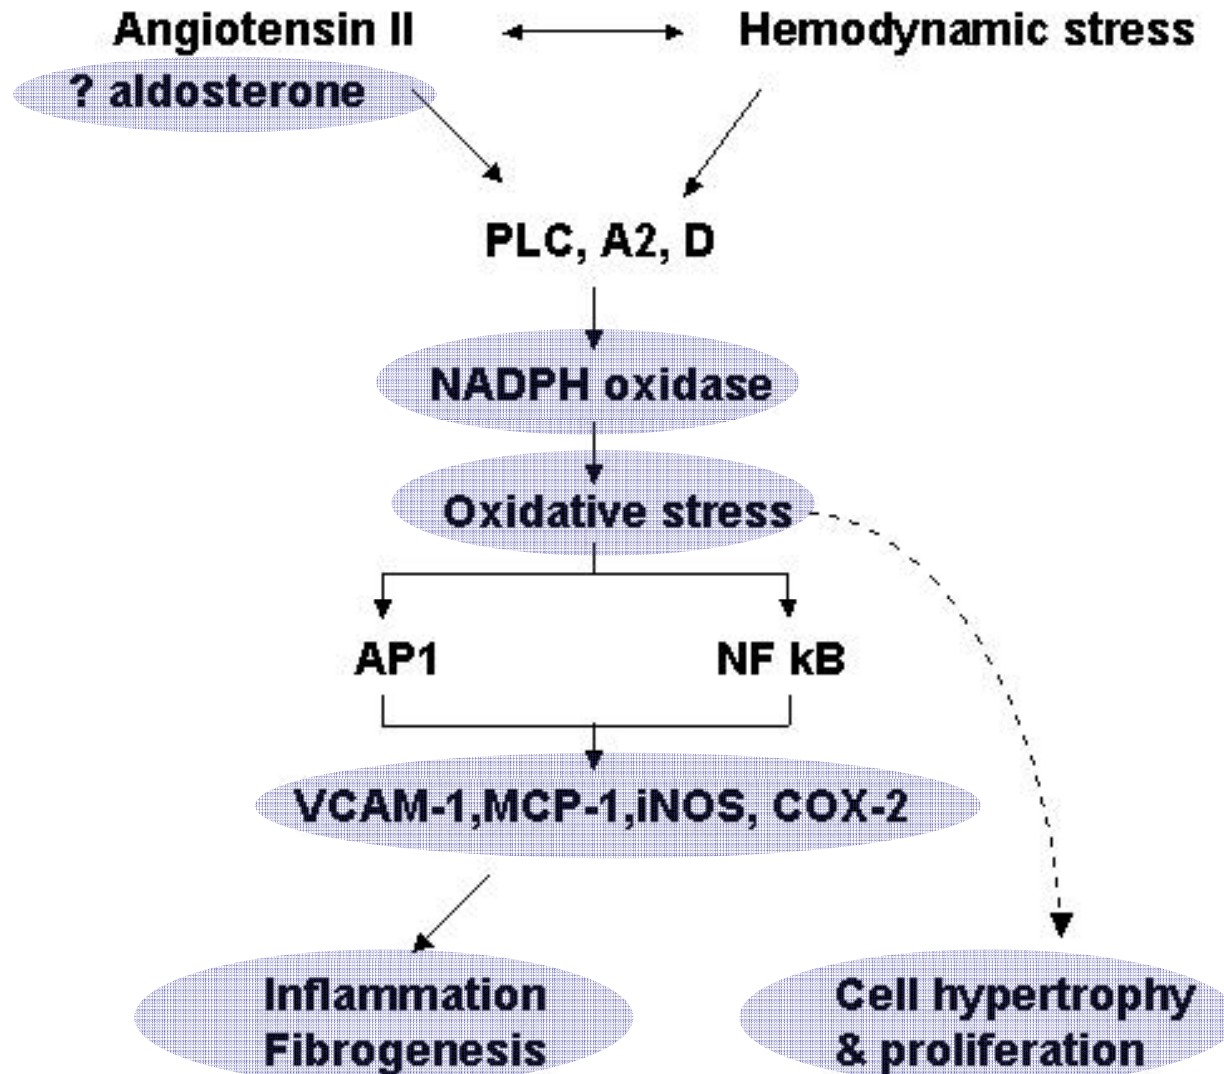 Angiotensin II
Hemodynamic stress
? aldosterone
PLC, A2, D
NADPH oxidase
Oxidative stress
AP1
NF kB
VCAM-1,MCP-1,iNOS, COX-2
Inflammation
Fibrogenesis
Cell hypertrophy
& proliferation